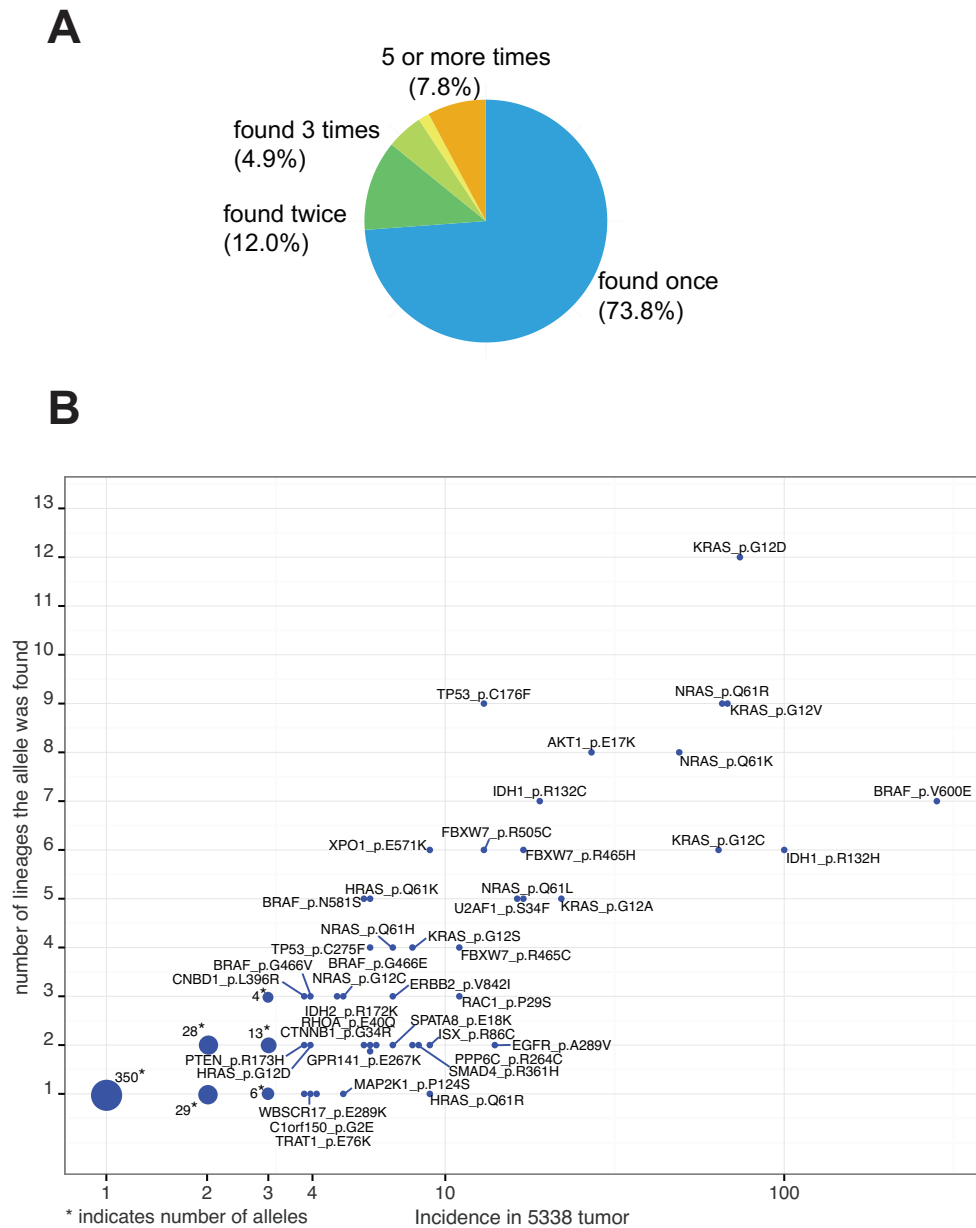 A
5 or more times
(7.8%)
found 3 times
(4.9%)
found twice
(12.0%)
found once
(73.8%)
B
number of lineages the allele was found
13
12
11
10
9
8
7
6
5
4
3
2
1
KRAS_p.G12D
TP53_p.C176F
NRAS_p.Q61R
KRAS_p.G12V
AKT1_p.E17K
NRAS_p.Q61K
IDH1_p.R132C
BRAF_p.V600E
XPO1_p.E571K
FBXW7_p.R505C
FBXW7_p.R465H
KRAS_p.G12C
IDH1_p.R132H
HRAS_p.Q61K
BRAF_p.N581S
NRAS_p.Q61L
U2AF1_p.S34F
KRAS_p.G12A
NRAS_p.Q61H
KRAS_p.G12S
TP53_p.C275F
FBXW7_p.R465C
BRAF_p.G466V
BRAF_p.G466E
CNBD1_p.L396R
NRAS_p.G12C
ERBB2_p.V842I
4*
RAC1_p.P29S
IDH2_p.R172K
RHOA_p.E40Q
SPATA8_p.E18K
28*
13*
CTNNB1_p.G34R
ISX_p.R86C
EGFR_p.A289V
PTEN_p.R173H
GPR141_p.E267K
PPP6C_p.R264C
HRAS_p.G12D
SMAD4_p.R361H
350*
29*
6*
MAP2K1_p.P124S
HRAS_p.Q61R
WBSCR17_p.E289K
C1orf150_p.G2E
TRAT1_p.E76K
1 2 3 4 10 100
* indicates number of alleles
Incidence in 5338 tumor